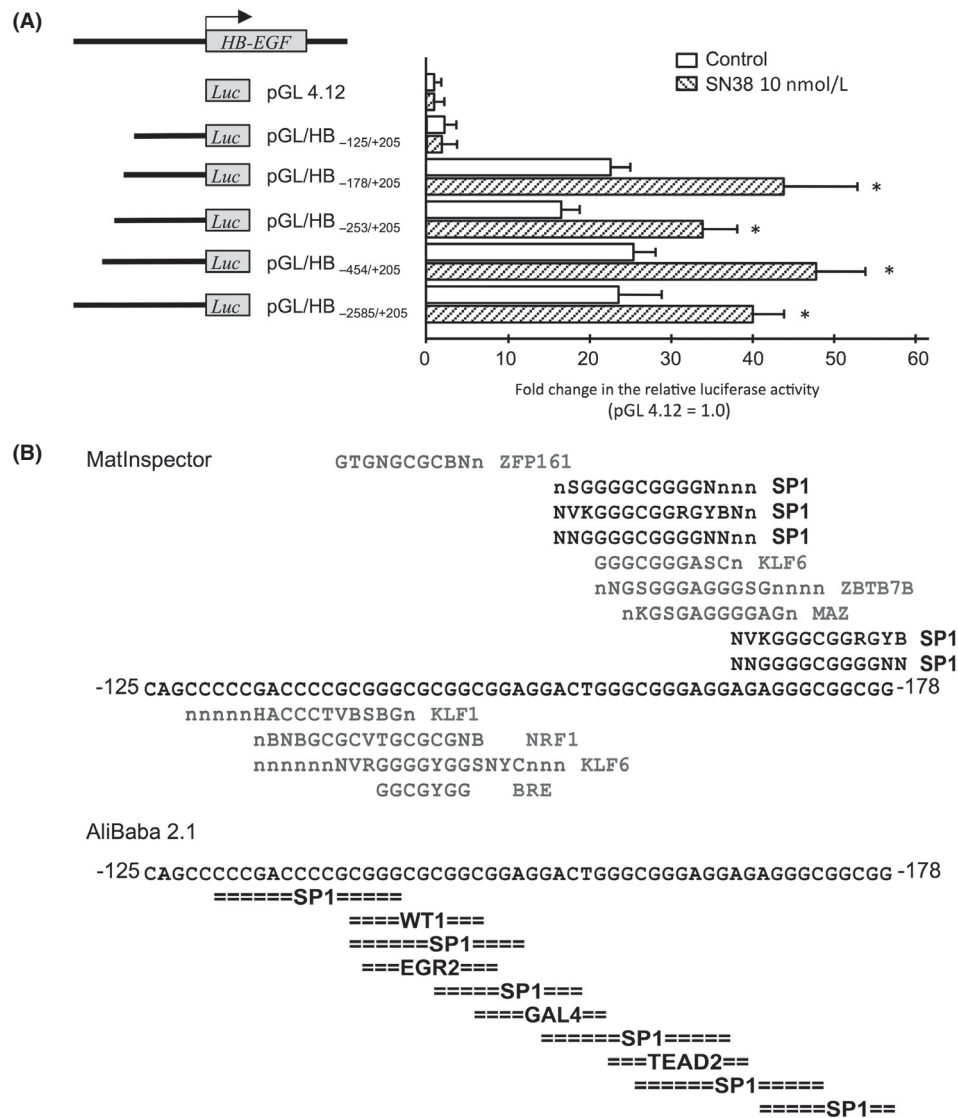 (A)
HB-EGF
Control
SN38 10 nmol/L
Luc pGL 4.12
Luc pGL/HB –125/+205
Luc pGL/HB –178/+205 *
Luc pGL/HB –253/+205 *
Luc pGL/HB –454/+205 *
Luc pGL/HB –2585/+205 *
0 10 20 30 40 50 60
Fold change in the relative luciferase activity
(pGL 4.12 = 1.0)
(B)
MatInspector
GTGNGCGCBNn ZFP161
nSGGGGCGGGGNnnn SP1
NVKGGGCGGRGYBNn SP1
NNGGGGCGGGGNNnn SP1
GGGCGGGASCn KLF6
nNGSGGGAGGGSGnnnn ZBTB7B
nKGSGAGGGGAGn MAZ
NVKGGGCGGRGYB SP1
NNGGGGCGGGGNN SP1
-125 CAGCCCCCGACCCCGCGGGCGCGGCGGAGGACTGGGCGGGAGGAGAGGGCGGCGG -178
nnnnnHACCCTVBSBGn KLF1
nBNBGCGCVTGCGCGNB NRF1
nnnnnnNVRGGGGYGGSNYCnnn KLF6
GGCGYGG BRE
AliBaba 2.1
-125 CAGCCCCCGACCCCGCGGGCGCGGCGGAGGACTGGGCGGGAGGAGAGGGCGGCGG -178
======SP1=====
====WT1===
======SP1====
===EGR2===
=====SP1===
====GAL4==
======SP1=====
===TEAD2==
======SP1=====
=====SP1==